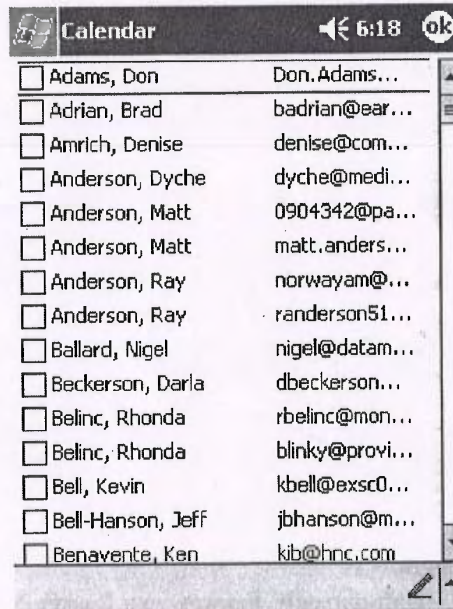 Calendar 6:18 ok
Adams, Don Don.Adams...
Adrian, Brad badrian@ear...
Amrich, Denise denise@com...
Anderson, Dyche dyche@medi...
Anderson, Matt 0904342@pa...
Anderson, Matt matt.anders...
Anderson, Ray norwayam@...
Anderson, Ray randerson51...
Ballard, Nigel nigel@datam...
Beckerson, Darla dbeckerson...
Belinc, Rhonda rbelinc@mon...
Belinc, Rhonda blinky@provi...
Bell, Kevin kbell@exsc0...
Bell-Hanson, Jeff jbhanson@m...
Benavente, Ken kib@hnc.com